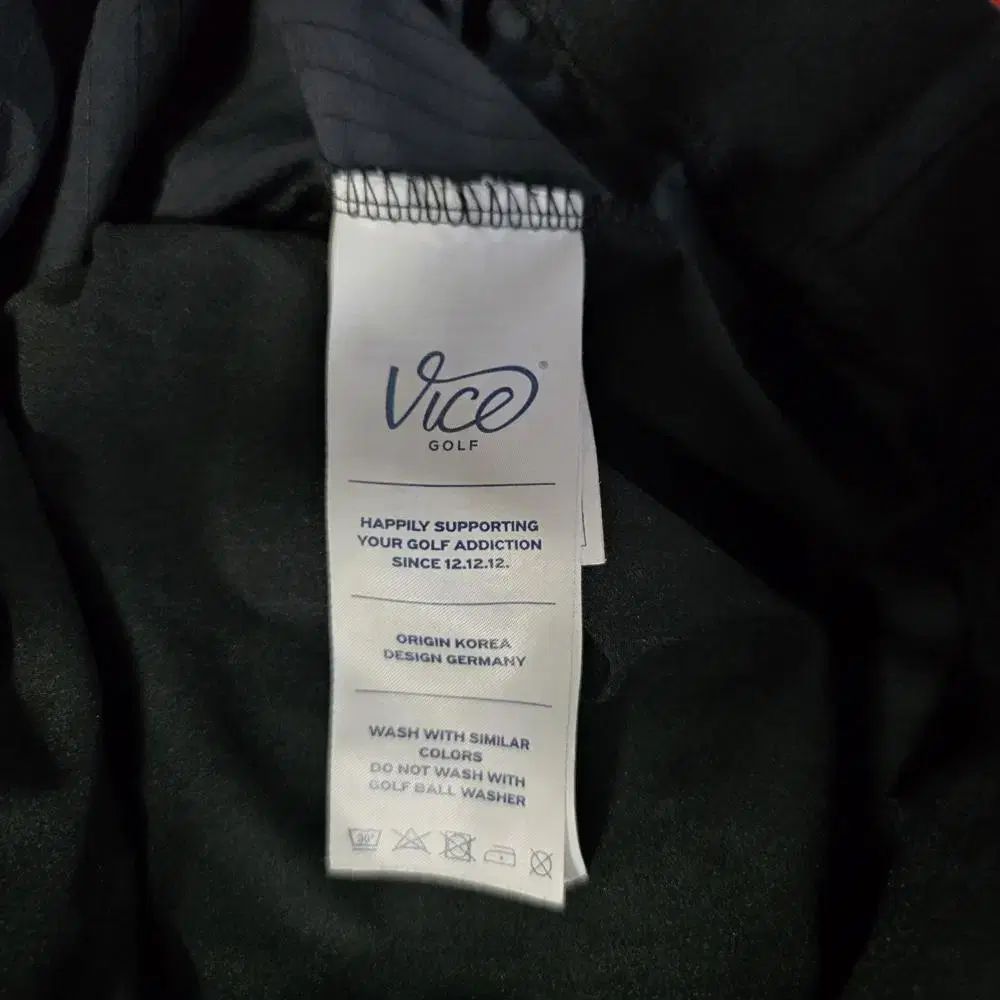 Vice®
GOLF
HAPPILY SUPPORTING
YOUR GOLF ADDICTION
SINCE 12.12.12.
ORIGIN KOREA
DESIGN GERMANY
WASH WITH SIMILAR
COLORS
DO NOT WASH WITH
GOLF BALL WASHER
30°